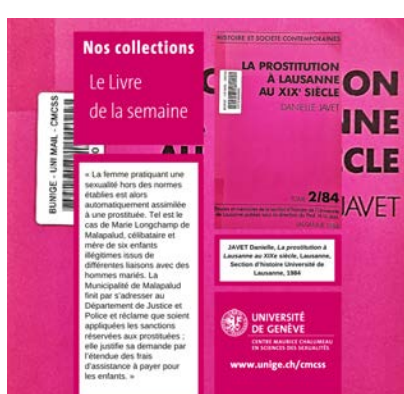 Nos collections
Le Livre
de la semaine
BUNIGE - UNI MAIL - CMCSS
« La femme pratiquant une
sexualité hors des normes
établies est alors
automatiquement assimilée
à une prostituée. Tel est le
cas de Marie Longchamp de
Malapalud, célibataire et
mère de six enfants
illégitimes issus de
différentes liaisons avec des
hommes mariés. La
Municipalité de Malapalud
finit par s'adresser au
Département de Justice et
Police et réclame que soient
appliquées les sanctions
réservées aux prostituées ;
elle justifie sa demande par
l'étendue des frais
d'assistance à payer pour
les enfants. »
HISTOIRE ET SOCIÉTÉ CONTEMPORAINES
LA PROSTITUTION
À LAUSANNE
AU XIXe SIÈCLE
DANIELLE JAVET
2/84
JAVET Danielle, La prostitution à
Lausanne au XIXe siècle, Lausanne,
Section d'histoire Université de
Lausanne, 1984
UNIVERSITÉ
DE GENÈVE
CENTRE MAURICE CHALUMEAU
EN SCIENCES DES SEXUALITÉS
www.unige.ch/cmcss
ON
NNE
CLE
JAVET